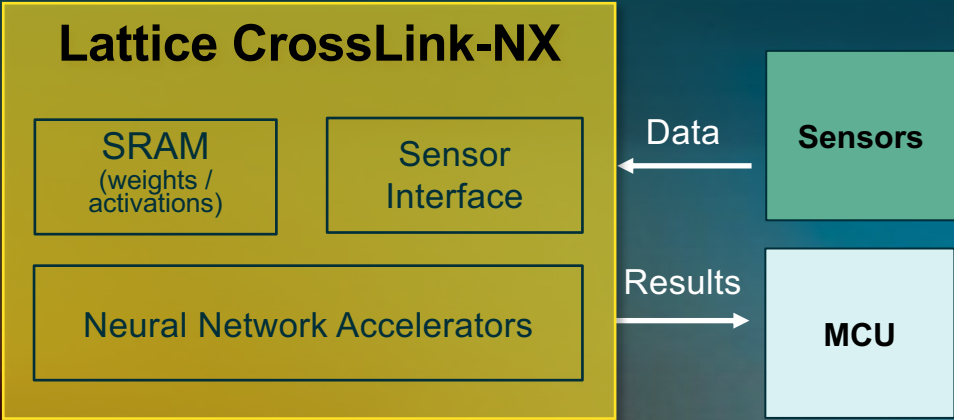 Lattice CrossLink-NX
SRAM
(weights /
activations)
Sensor
Interface
Neural Network Accelerators
Data
Results
Sensors
MCU